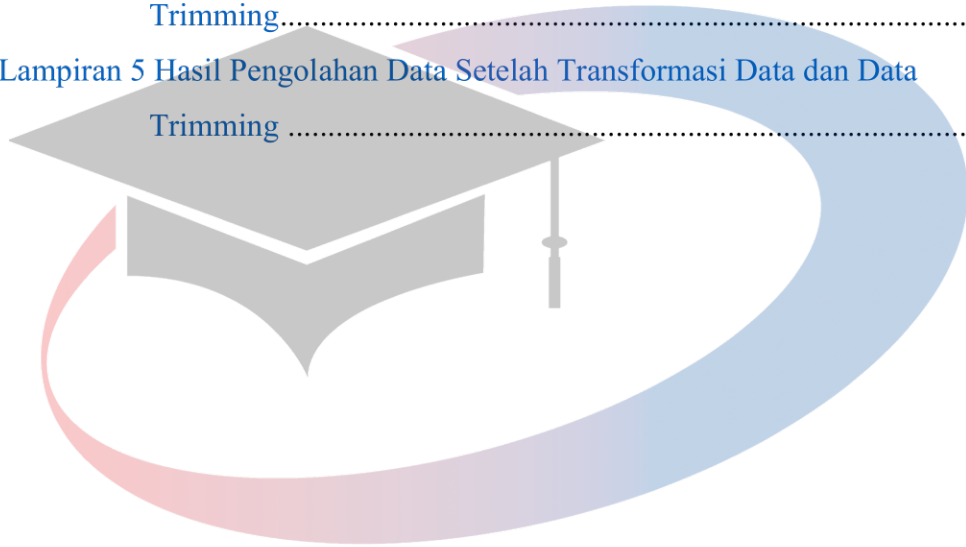 Trimming......................................................................................
Lampiran 5 Hasil Pengolahan Data Setelah Transformasi Data dan Data
Trimming .....................................................................................